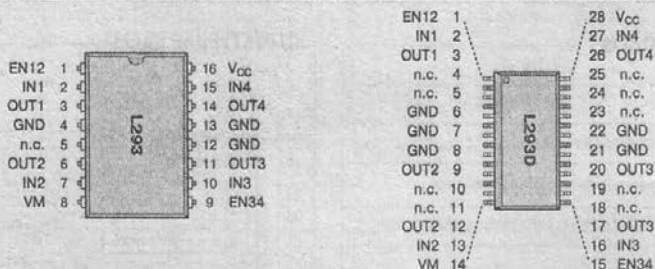 EN12 1
IN1 2
OUT1 3
GND 4
n.c. 5
OUT2 6
IN2 7
VM 8
L293
16 Vcc
15 IN4
14 OUT4
13 GND
12 GND
11 OUT3
10 IN3
9 EN34
EN12 1
IN1 2
OUT1 3
n.c. 4
n.c. 5
GND 6
GND 7
GND 8
OUT2 9
n.c. 10
n.c. 11
OUT2 12
IN2 13
VM 14
L293D
28 Vcc
27 IN4
26 OUT4
25 n.c.
24 n.c.
23 n.c.
22 GND
21 GND
20 OUT3
19 n.c.
18 n.c.
17 OUT3
16 IN3
15 EN34